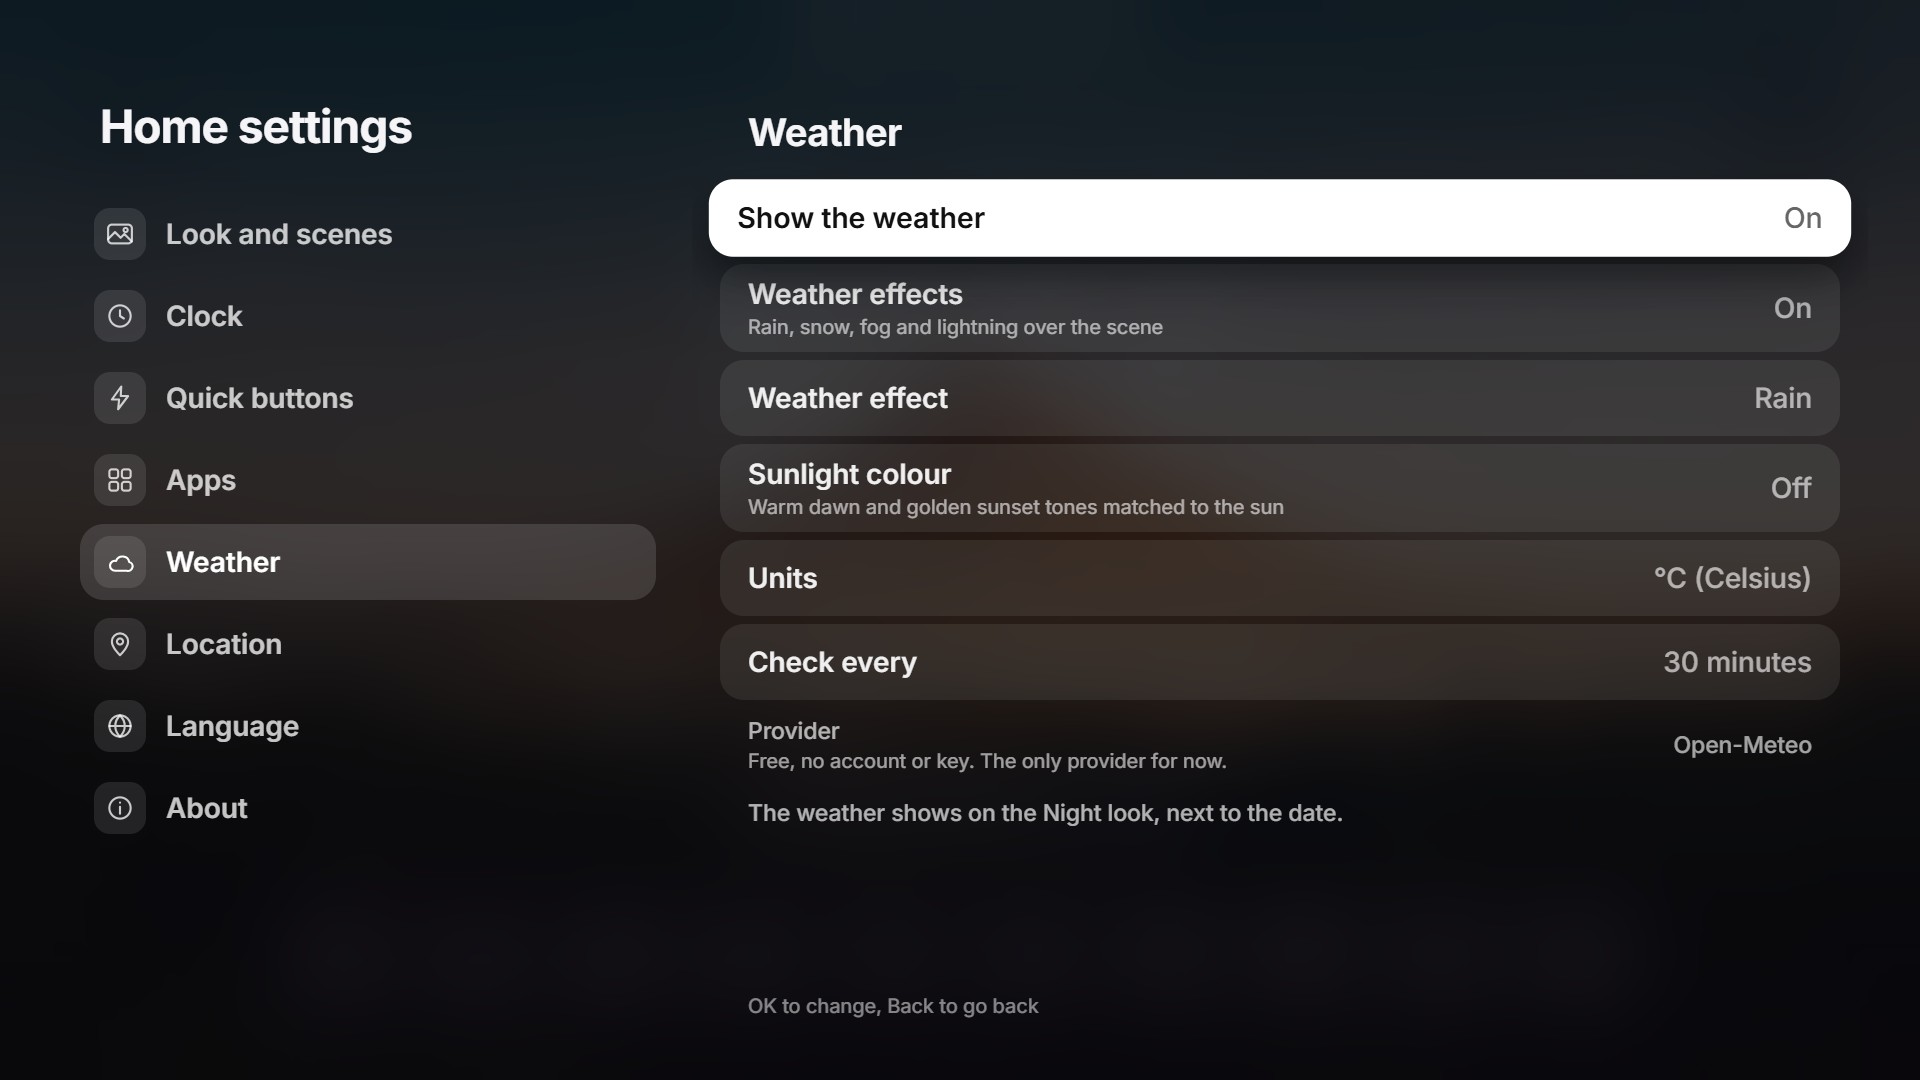 Home settings
Look and scenes
Clock
Quick buttons
Apps
Weather
Location
Language
About
Weather
Show the weather On
Weather effects On
Rain, snow, fog and lightning over the scene
Weather effect Rain
Sunlight colour Off
Warm dawn and golden sunset tones matched to the sun
Units °C (Celsius)
Check every 30 minutes
Provider Open-Meteo
Free, no account or key. The only provider for now.
The weather shows on the Night look, next to the date.
OK to change, Back to go back